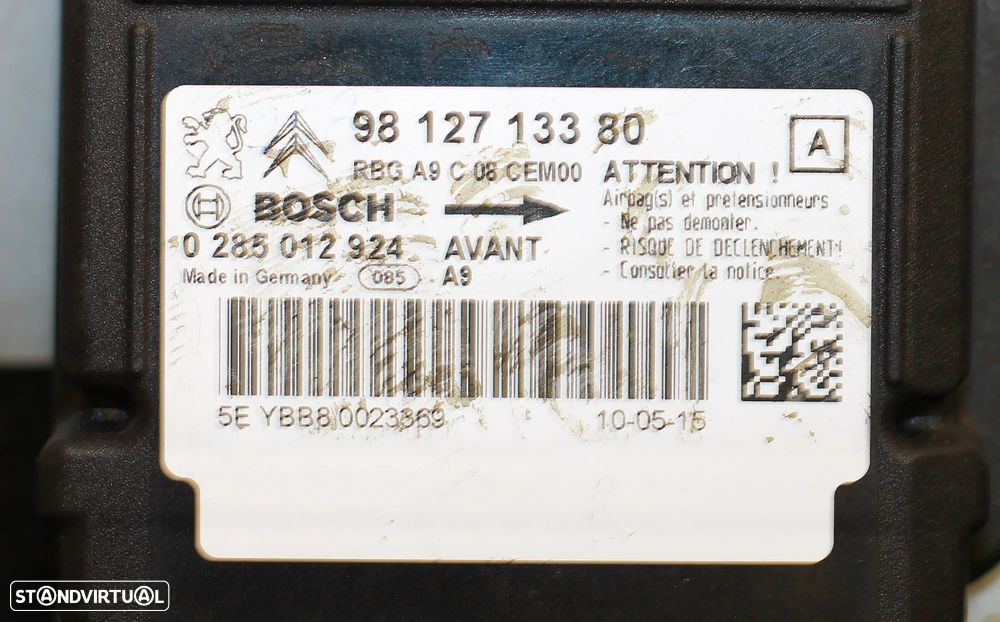 98 127 133 80
A
RBG A9 C 08 CEM00
ATTENTION !
Airbag(s) et pretensionneurs
- Ne pas demonter.
- RISQUE DE DECLENCHEMENT!
- Consulter la notice.
BOSCH
0 285 012 924
AVANT
Made in Germany
085
A9
5E YBB8 0023369
10-05-15
STANDVIRTUAL